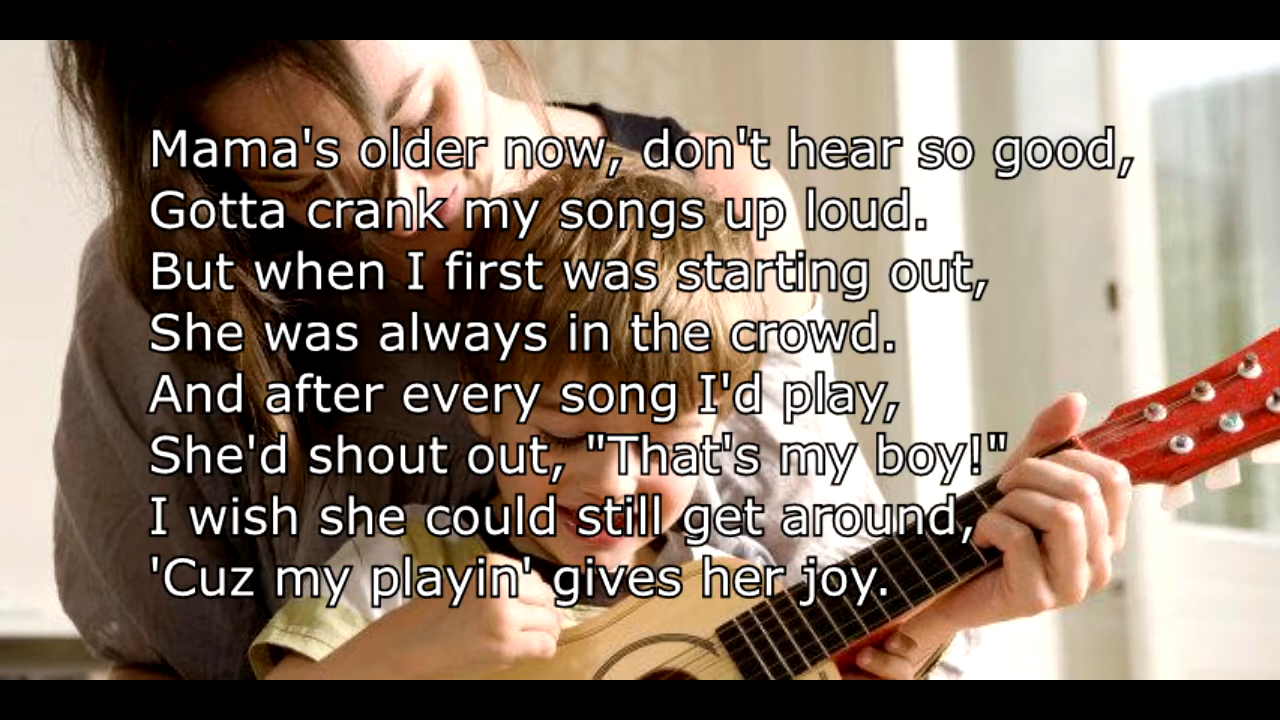 Mama's older now, don't hear so good,
Gotta crank my songs up loud.
But when I first was starting out,
She was always in the crowd.
And after every song I'd play,
She'd shout out, "That's my boy!"
I wish she could still get around,
'Cuz my playin' gives her joy.